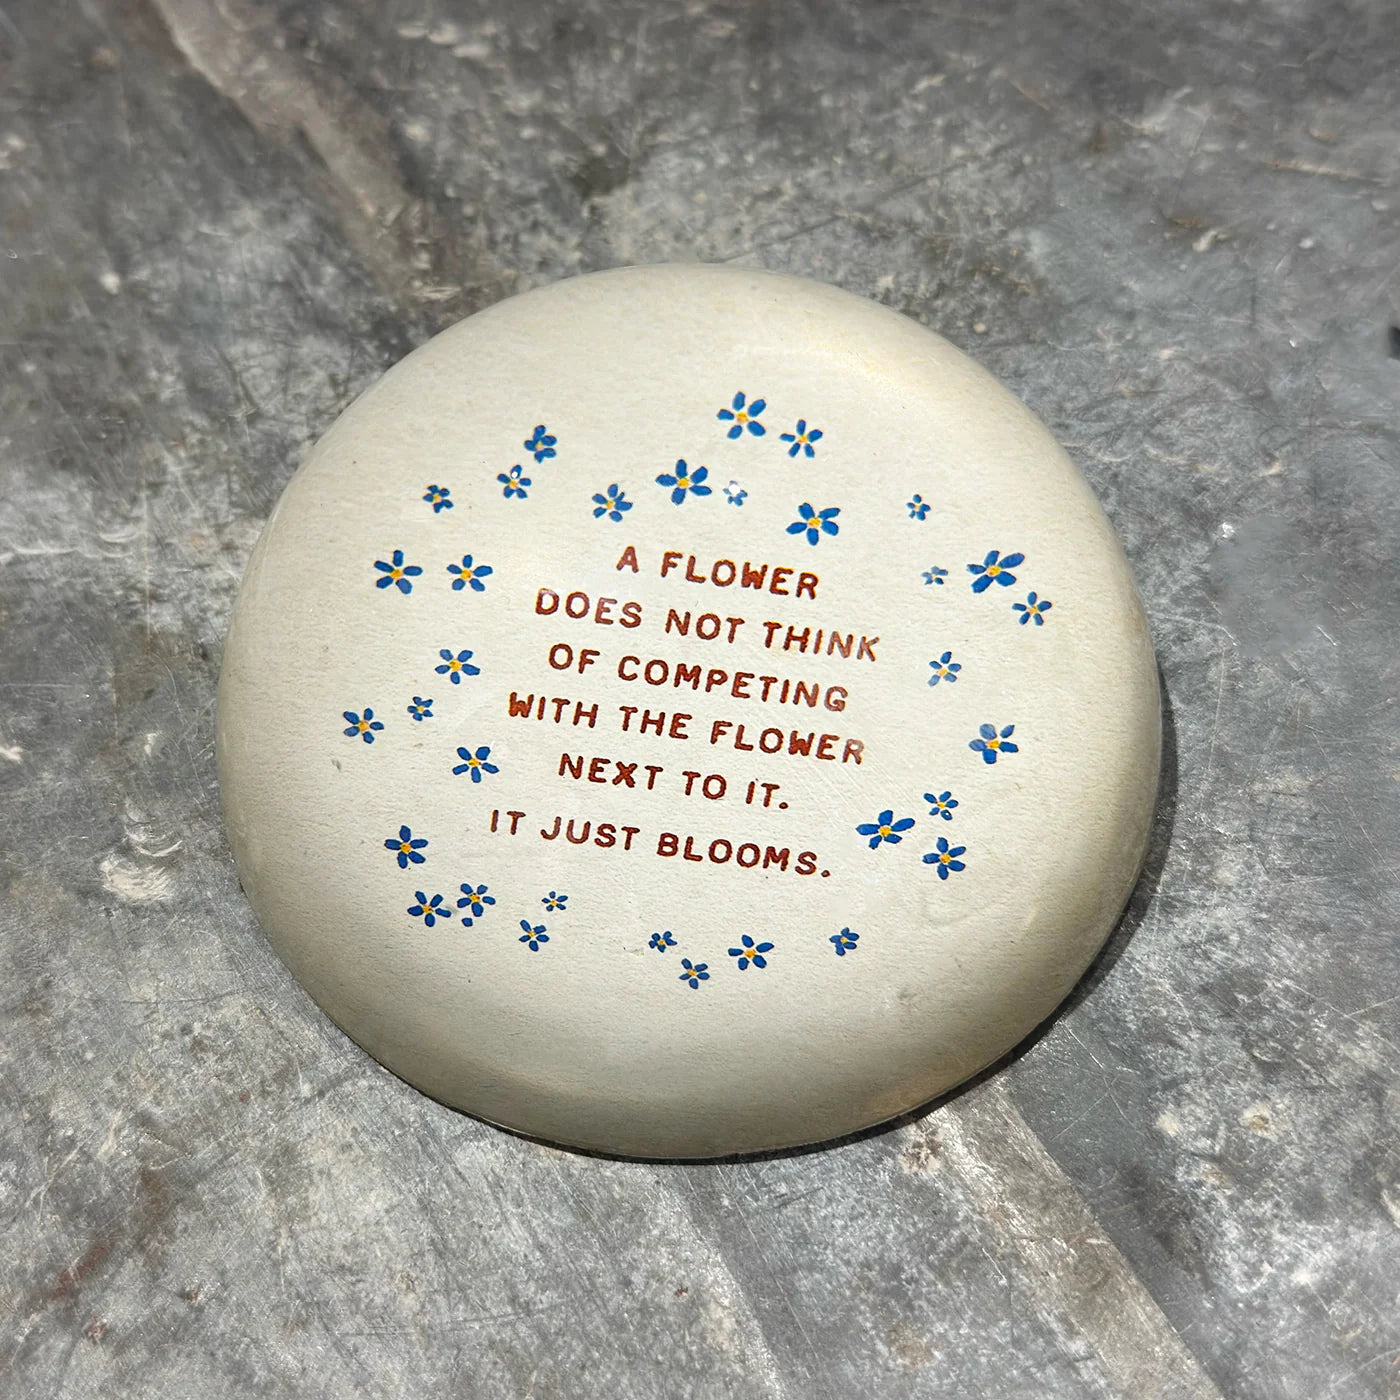 A FLOWER
DOES NOT THINK
OF COMPETING
WITH THE FLOWER
NEXT TO IT.
IT JUST BLOOMS.